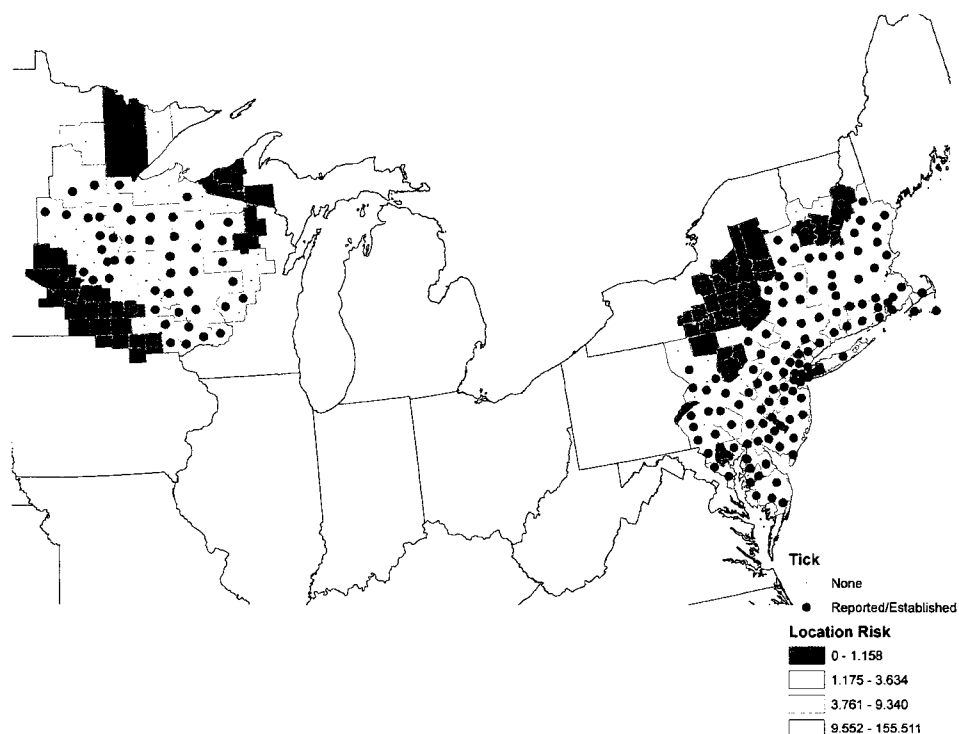 Tick
None
Reported/Established
Location Risk
0 - 1.158
1.175 - 3.634
3.761 - 9.340
9.552 - 155.511